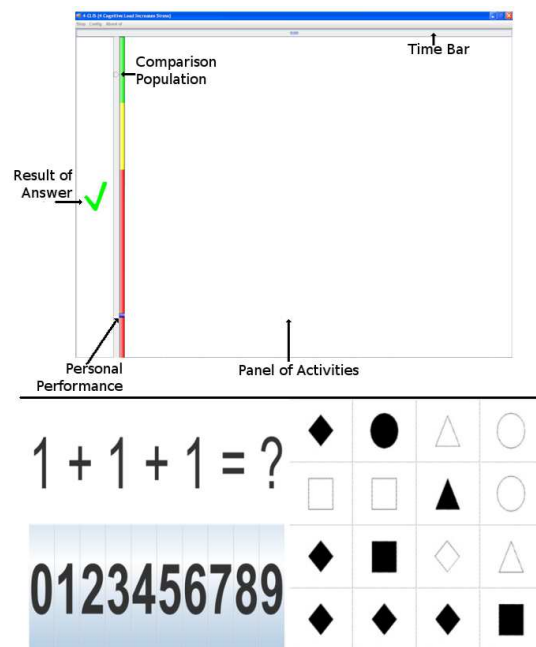 Time Bar
Comparison
Population
Result of
Answer
Personal
Performance
Panel of Activities
1 + 1 + 1 = ?
0123456789